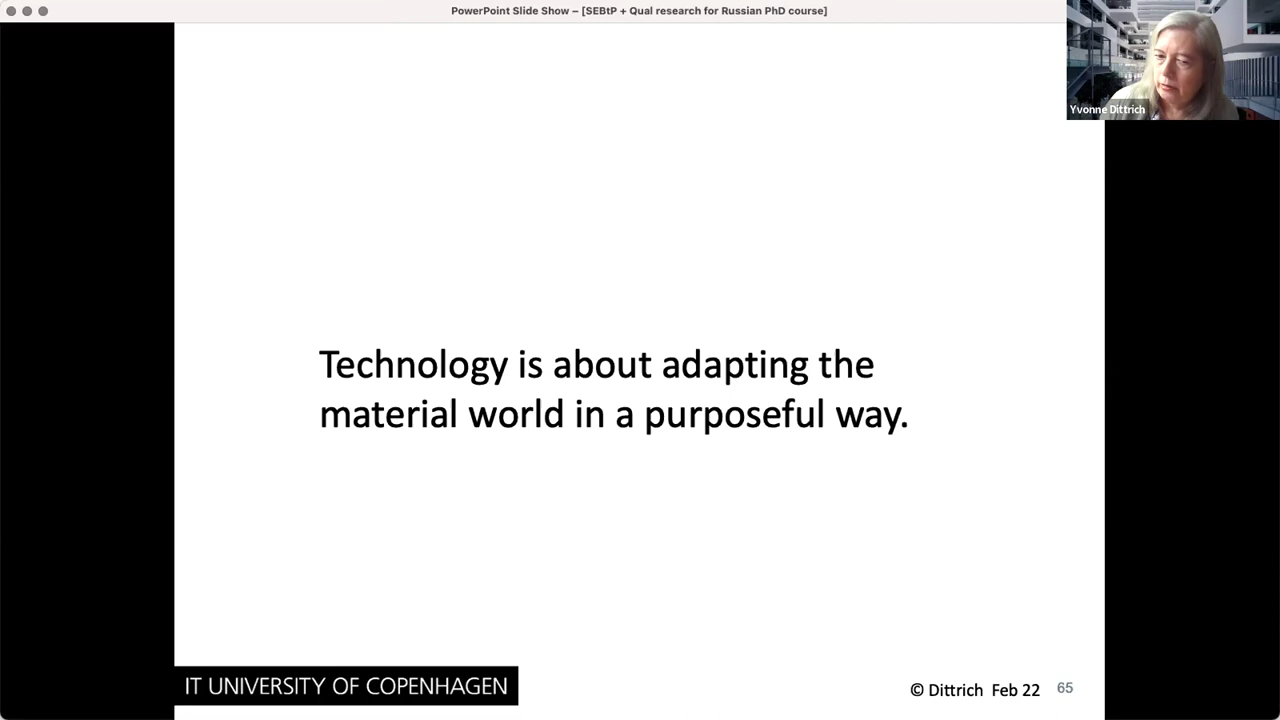 PowerPoint Slide Show – [SEBtP + Qual research for Russian PhD course]
Yvonne Dittrich
Technology is about adapting the
material world in a purposeful way.
IT UNIVERSITY OF COPENHAGEN
© Dittrich Feb 22 65